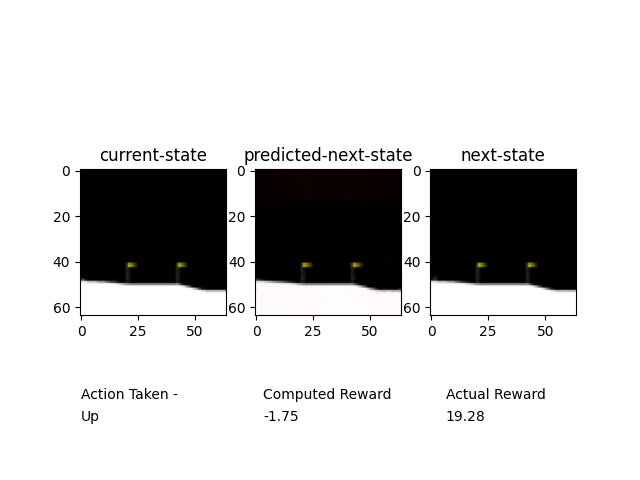 current-state predicted-next-state next-state
0 0 0
20 20 20
40 40 40
60 60 60
0 25 50 0 25 50 0 25 50
Action Taken - Computed Reward Actual Reward
Up -1.75 19.28